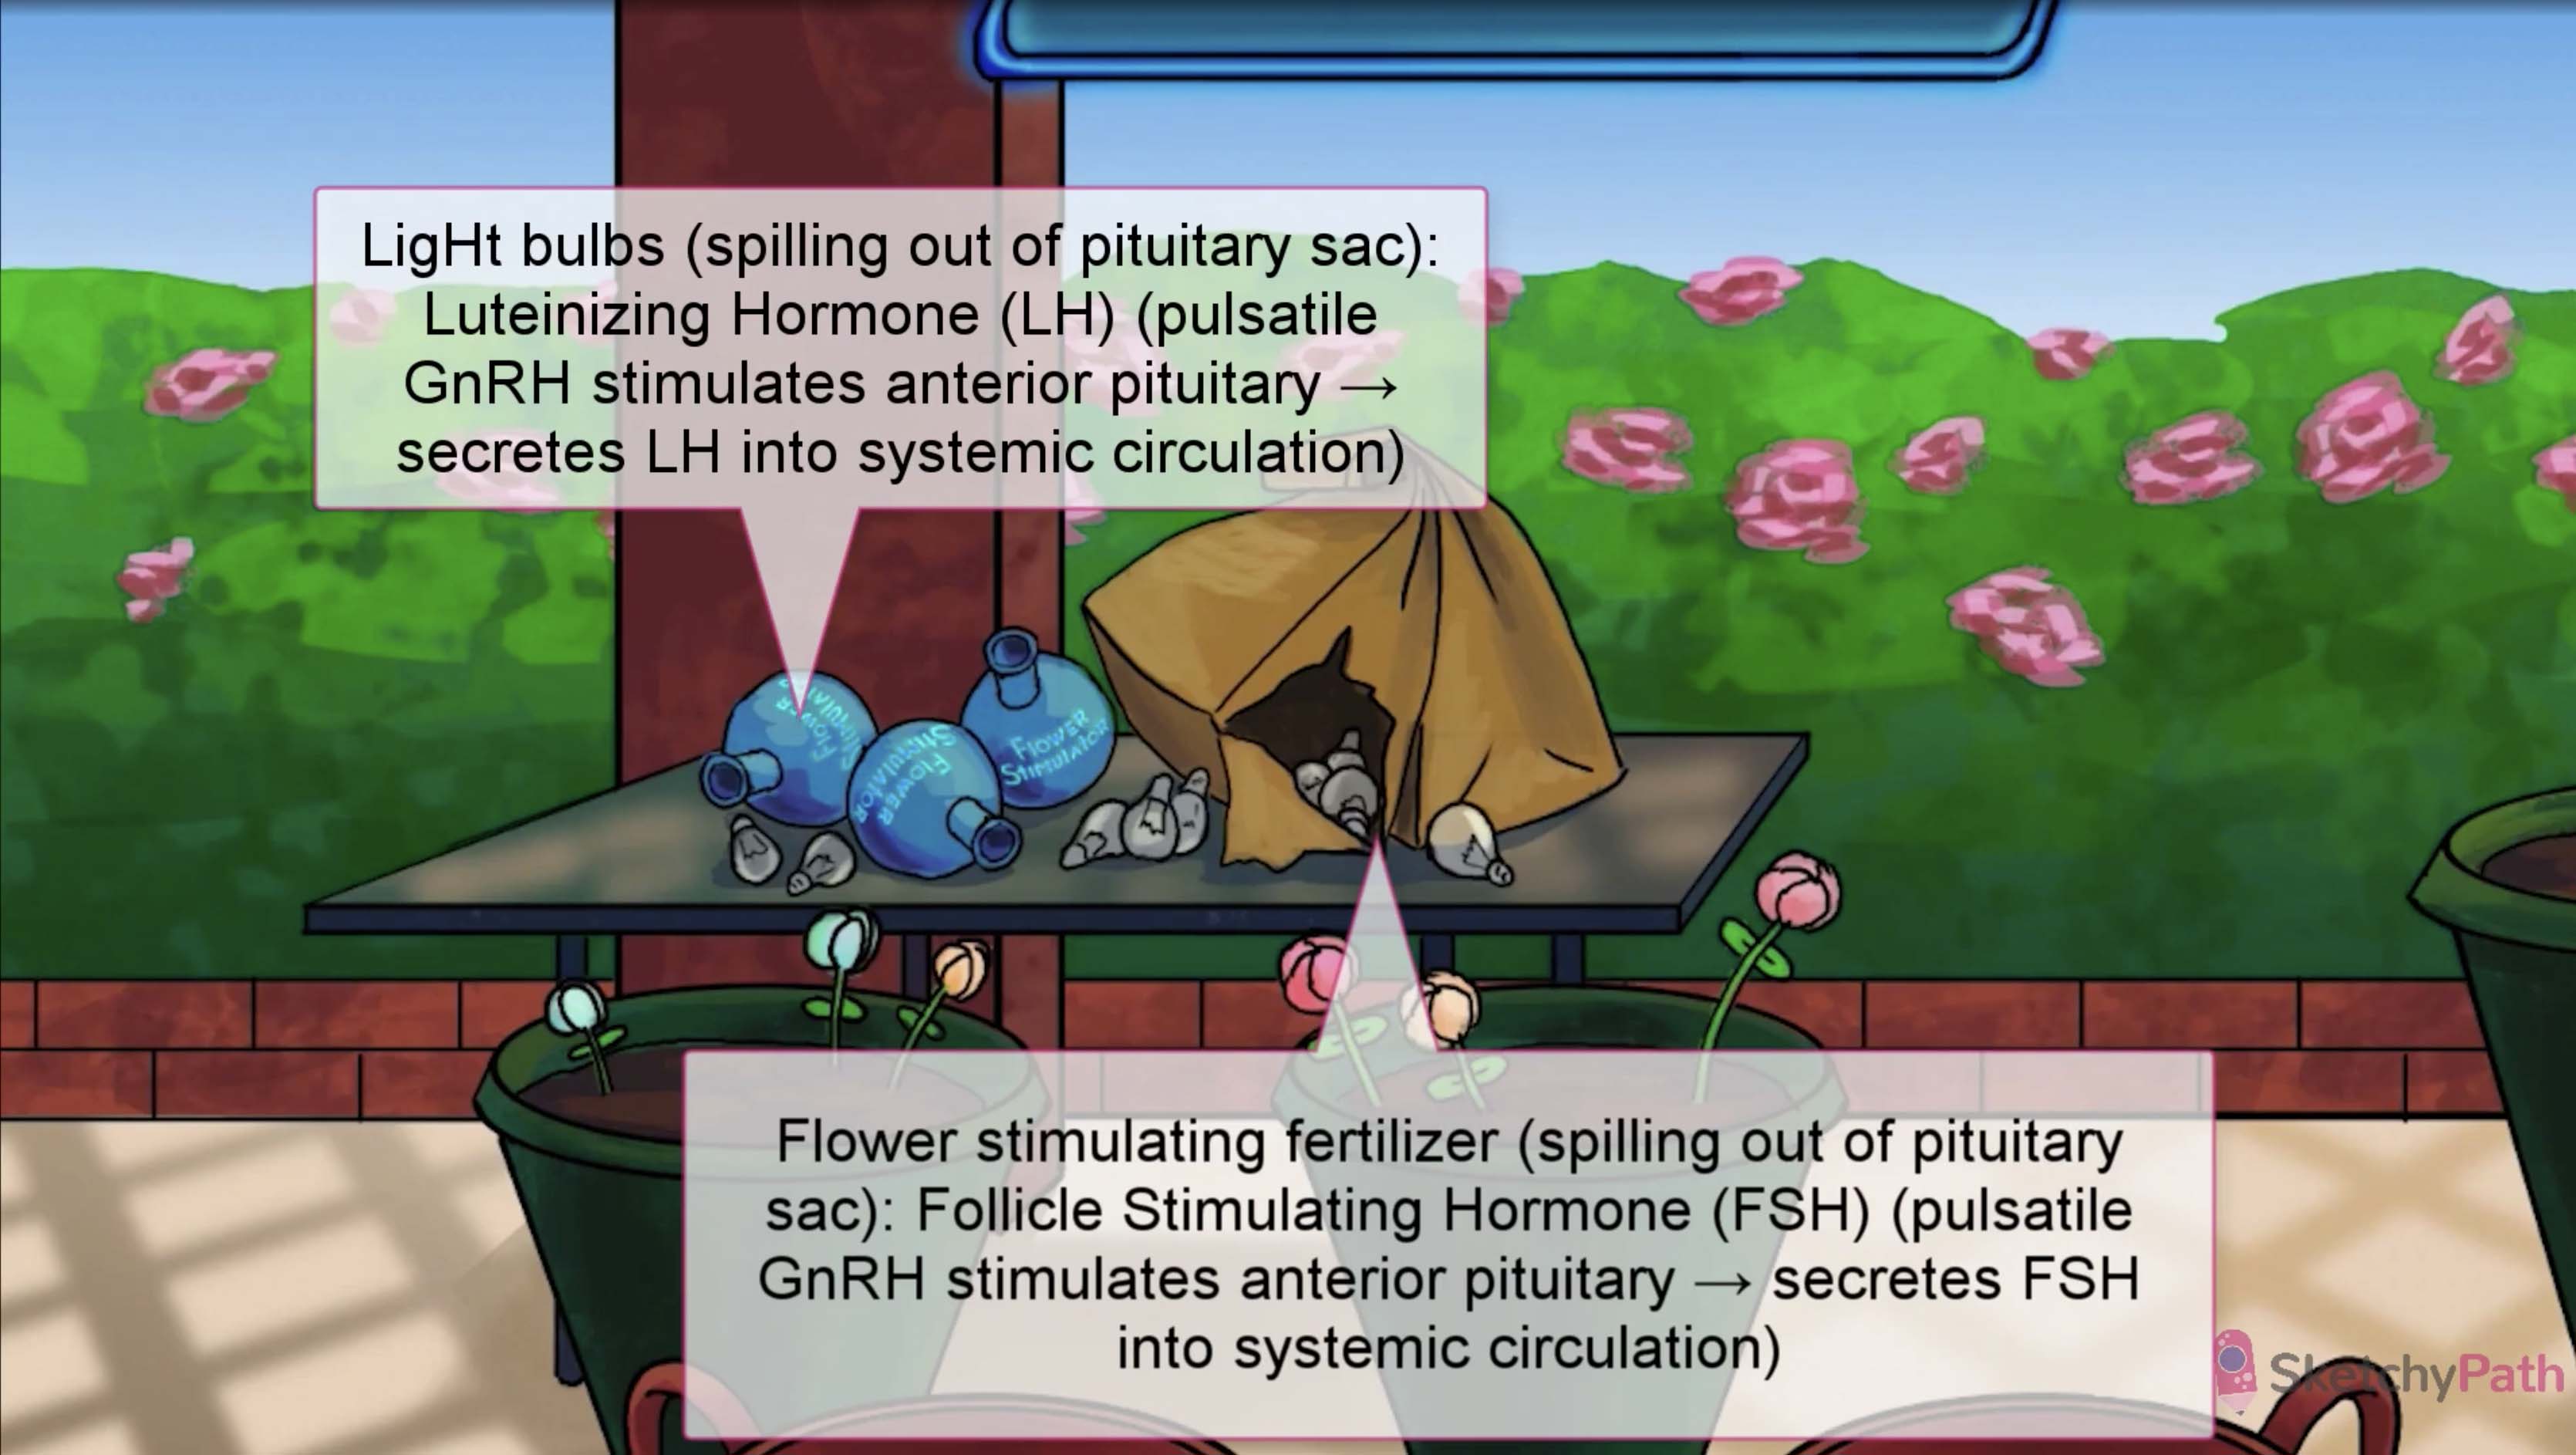 LigHt bulbs (spilling out of pituitary sac):
Luteinizing Hormone (LH) (pulsatile
GnRH stimulates anterior pituitary →
secretes LH into systemic circulation)
FLOWER
STIMULATOR
FLOWER
STIMULATOR
FLOWER
STIMULATOR
Flower stimulating fertilizer (spilling out of pituitary
sac): Follicle Stimulating Hormone (FSH) (pulsatile
GnRH stimulates anterior pituitary → secretes FSH
into systemic circulation)
SketchyPath